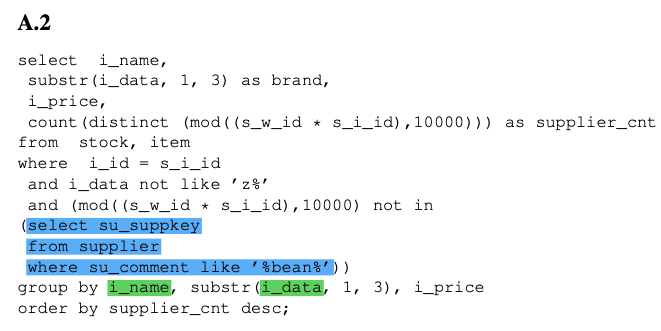 A.2
select i_name,
substr(i_data, 1, 3) as brand,
i_price,
count(distinct (mod((s_w_id * s_i_id),10000))) as supplier_cnt
from stock, item
where i_id = s_i_id
and i_data not like ’z%’
and (mod((s_w_id * s_i_id),10000) not in
(select su_suppkey
from supplier
where su_comment like ’%bean%’))
group by i_name, substr(i_data, 1, 3), i_price
order by supplier_cnt desc;